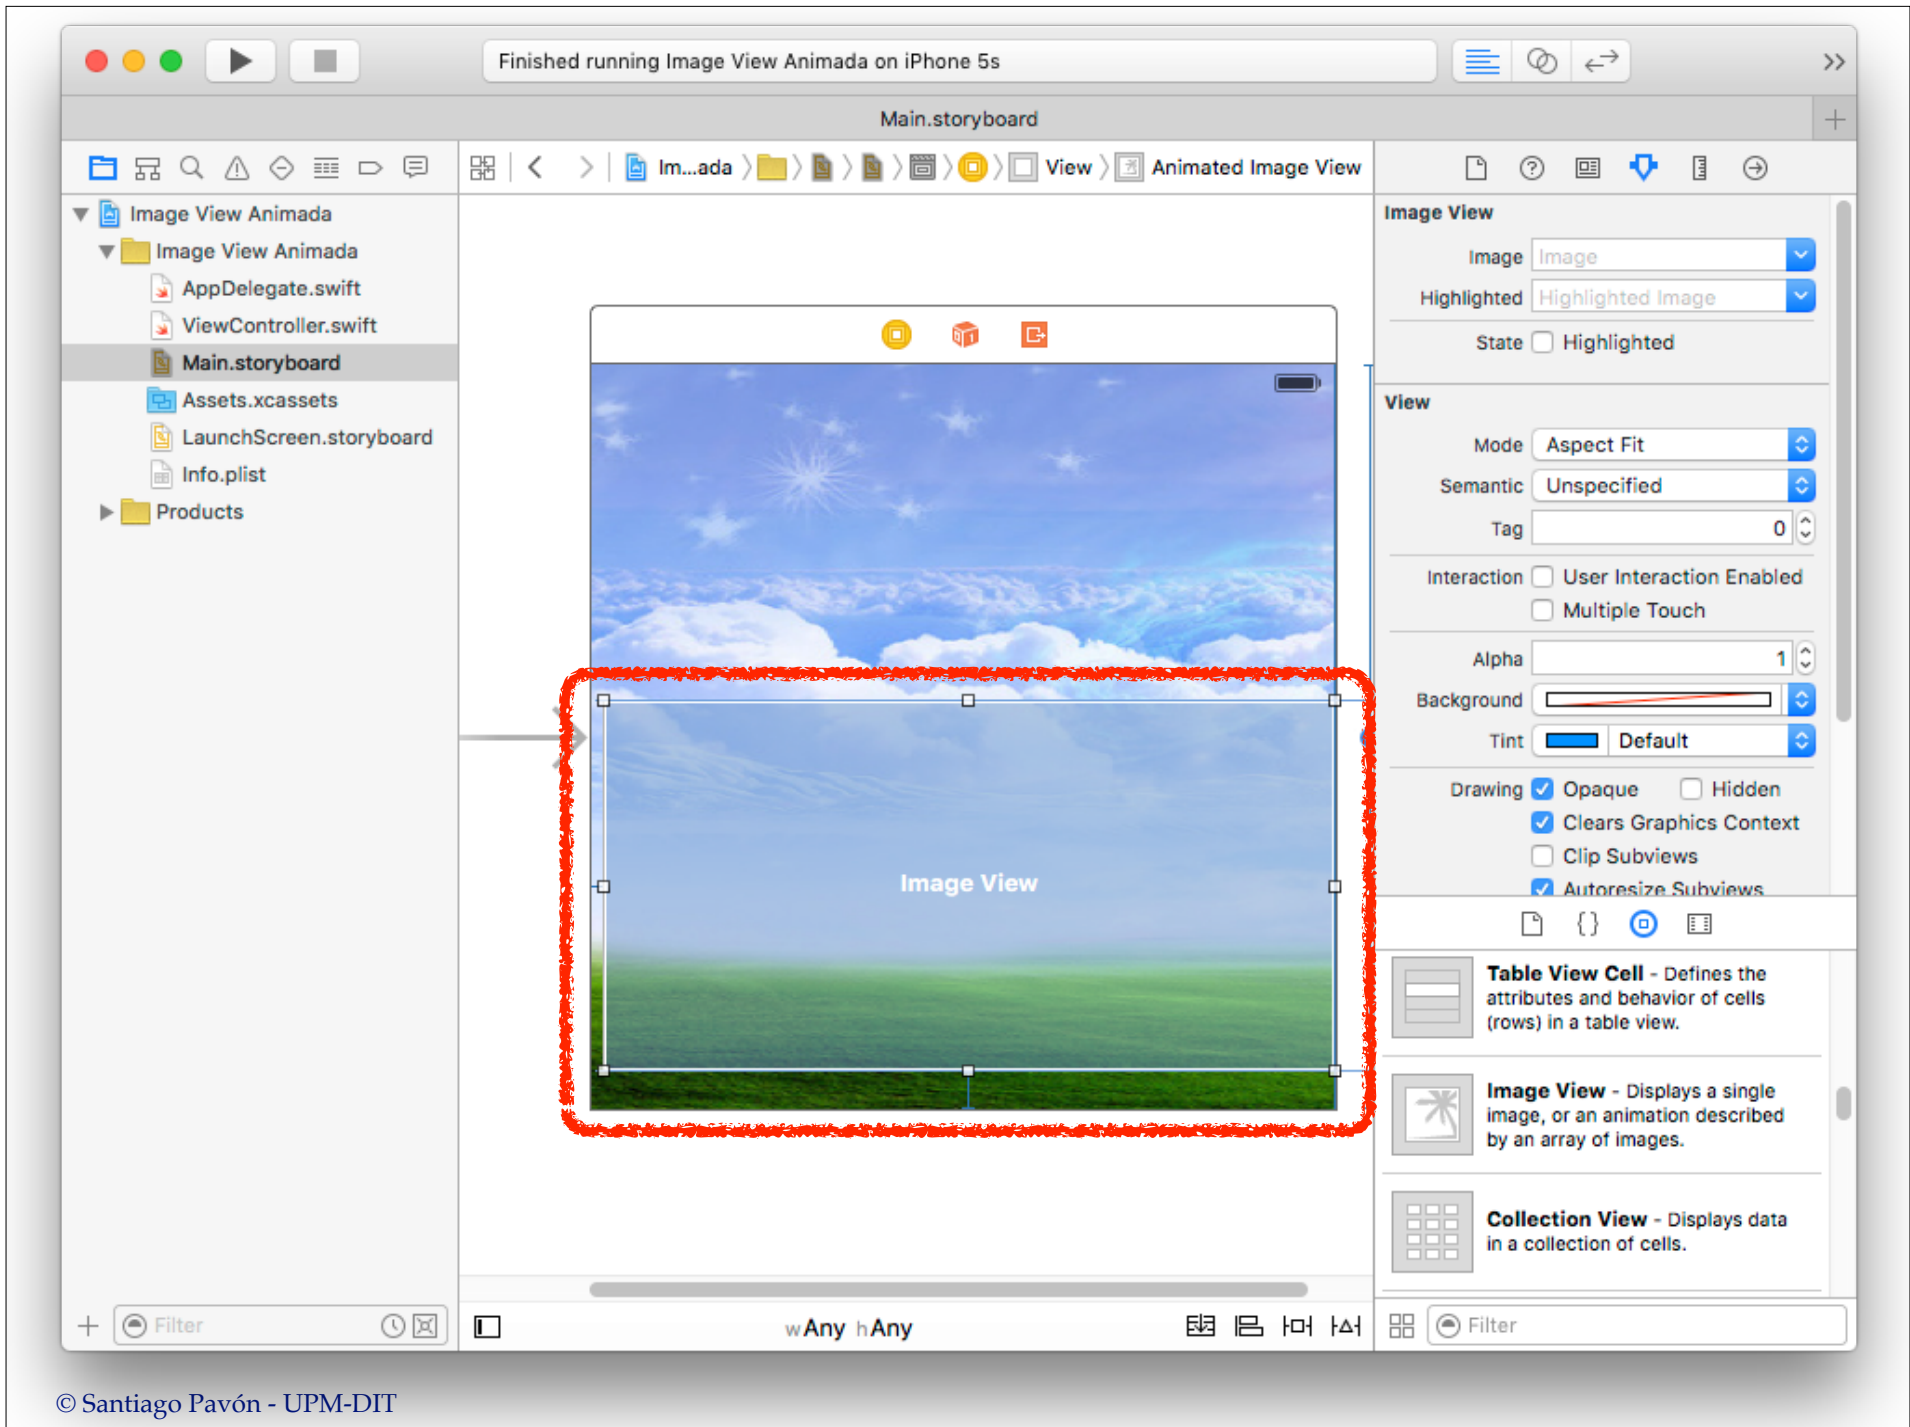 Finished running Image View Animada on iPhone 5s
Main.storyboard
Im...ada
View
Animated Image View
Image View Animada
Image View Animada
AppDelegate.swift
ViewController.swift
Main.storyboard
Assets.xcassets
LaunchScreen.storyboard
Info.plist
Products
Filter
Image View
wAny hAny
Image View
Image Image
Highlighted Highlighted Image
State Highlighted
View
Mode Aspect Fit
Semantic Unspecified
Tag 0
Interaction User Interaction Enabled
Multiple Touch
Alpha 1
Background
Tint Default
Drawing Opaque Hidden
Clears Graphics Context
Clip Subviews
Autoresize Subviews
Table View Cell - Defines the
attributes and behavior of cells
(rows) in a table view.
Image View - Displays a single
image, or an animation described
by an array of images.
Collection View - Displays data
in a collection of cells.
Filter
© Santiago Pavón - UPM-DIT